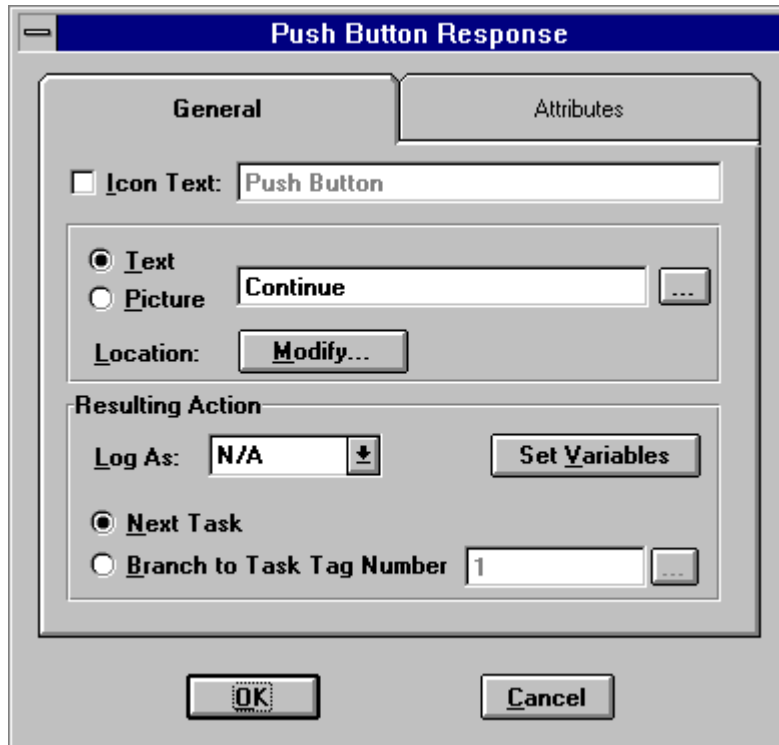 Push Button Response
General
Attributes
Icon Text: Push Button
Text
Continue
...
Picture
Location: Modify...
Resulting Action
Log As: N/A
Set Variables
Next Task
Branch to Task Tag Number 1 ...
OK
Cancel